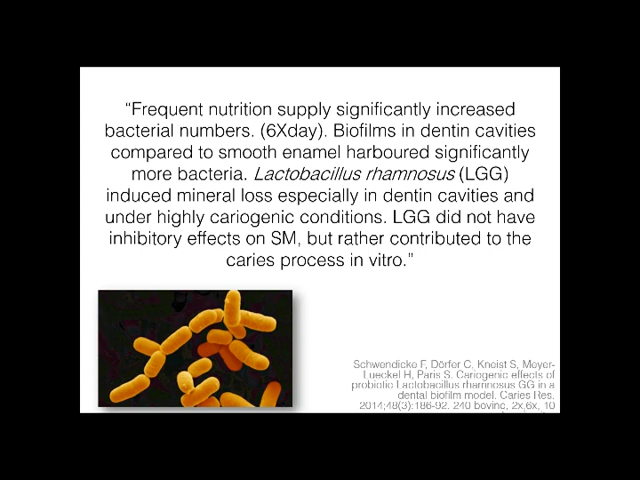 “Frequent nutrition supply significantly increased
bacterial numbers. (6Xday). Biofilms in dentin cavities
compared to smooth enamel harboured significantly
more bacteria. Lactobacillus rhamnosus (LGG)
induced mineral loss especially in dentin cavities and
under highly cariogenic conditions. LGG did not have
inhibitory effects on SM, but rather contributed to the
caries process in vitro.”
Schwendicke F, Dörfer C, Kneist S, Meyer-
Lueckel H, Paris S. Cariogenic effects of
probiotic Lactobacillus rhamnosus GG in a
dental biofilm model. Caries Res.
2014;48(3):186-92. 240 bovino, 2x,6x, 10